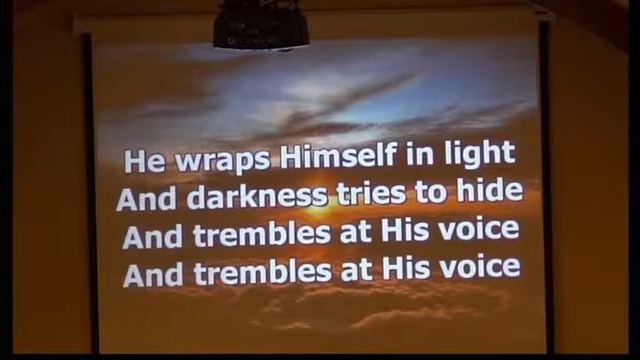 He wraps Himself in light
And darkness tries to hide
And trembles at His voice
And trembles at His voice